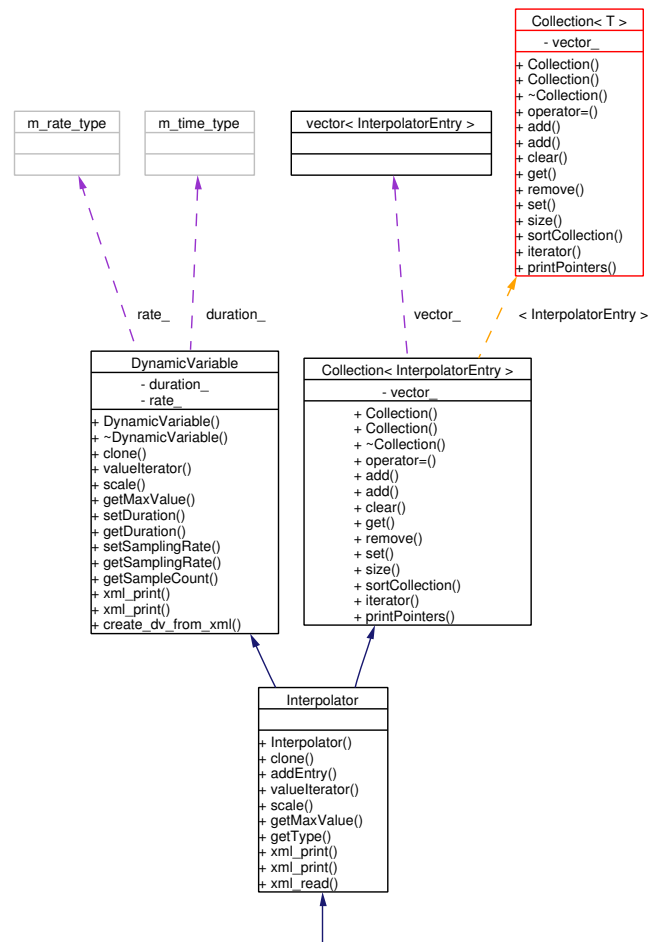 Collection< T >
- vector_
+ Collection()
+ Collection()
+ ~Collection()
+ operator=()
+ add()
+ add()
+ clear()
+ get()
+ remove()
+ set()
+ size()
+ sortCollection()
+ iterator()
+ printPointers()
m_rate_type
m_time_type
vector< InterpolatorEntry >
rate_
duration_
vector_
< InterpolatorEntry >
DynamicVariable
- duration_
- rate_
+ DynamicVariable()
+ ~DynamicVariable()
+ clone()
+ valueIterator()
+ scale()
+ getMaxValue()
+ setDuration()
+ getDuration()
+ setSamplingRate()
+ getSamplingRate()
+ getSampleCount()
+ xml_print()
+ xml_print()
+ create_dv_from_xml()
Collection< InterpolatorEntry >
- vector_
+ Collection()
+ Collection()
+ ~Collection()
+ operator=()
+ add()
+ add()
+ clear()
+ get()
+ remove()
+ set()
+ size()
+ sortCollection()
+ iterator()
+ printPointers()
Interpolator
+ Interpolator()
+ clone()
+ addEntry()
+ valueIterator()
+ scale()
+ getMaxValue()
+ getType()
+ xml_print()
+ xml_print()
+ xml_read()